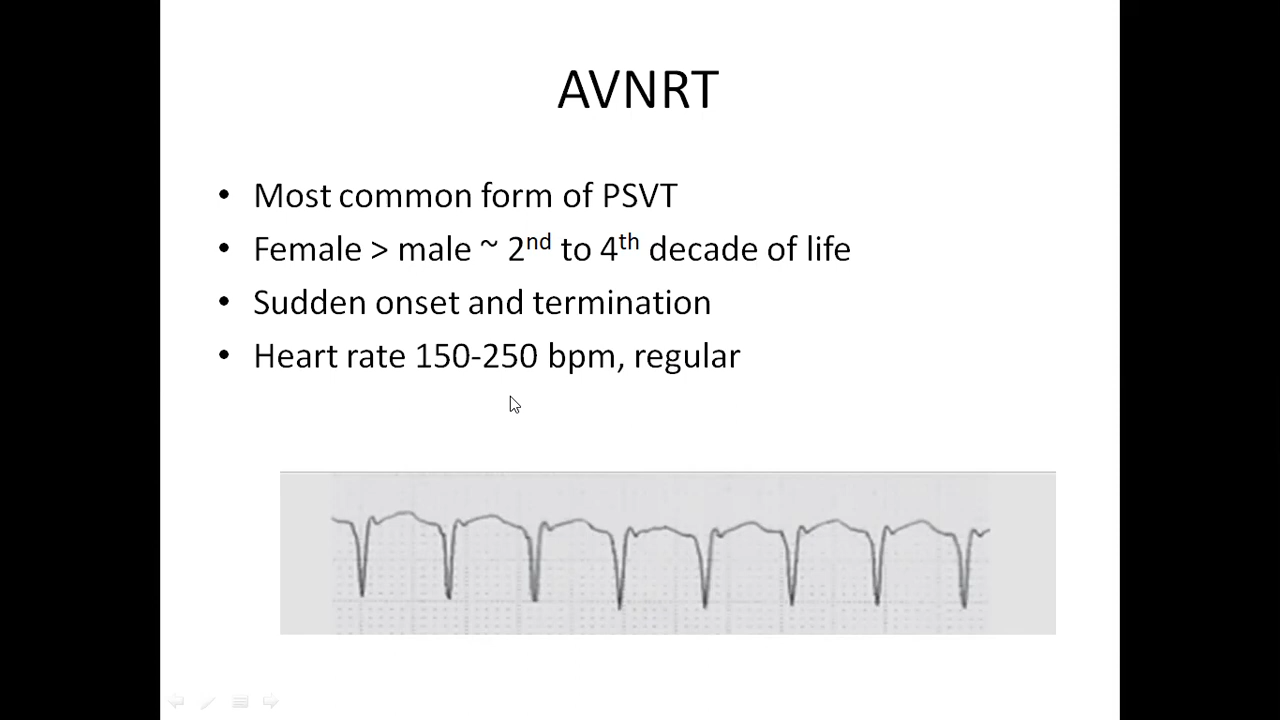 AVNRT
• Most common form of PSVT
• Female > male ~ 2nd to 4th decade of life
• Sudden onset and termination
• Heart rate 150-250 bpm, regular